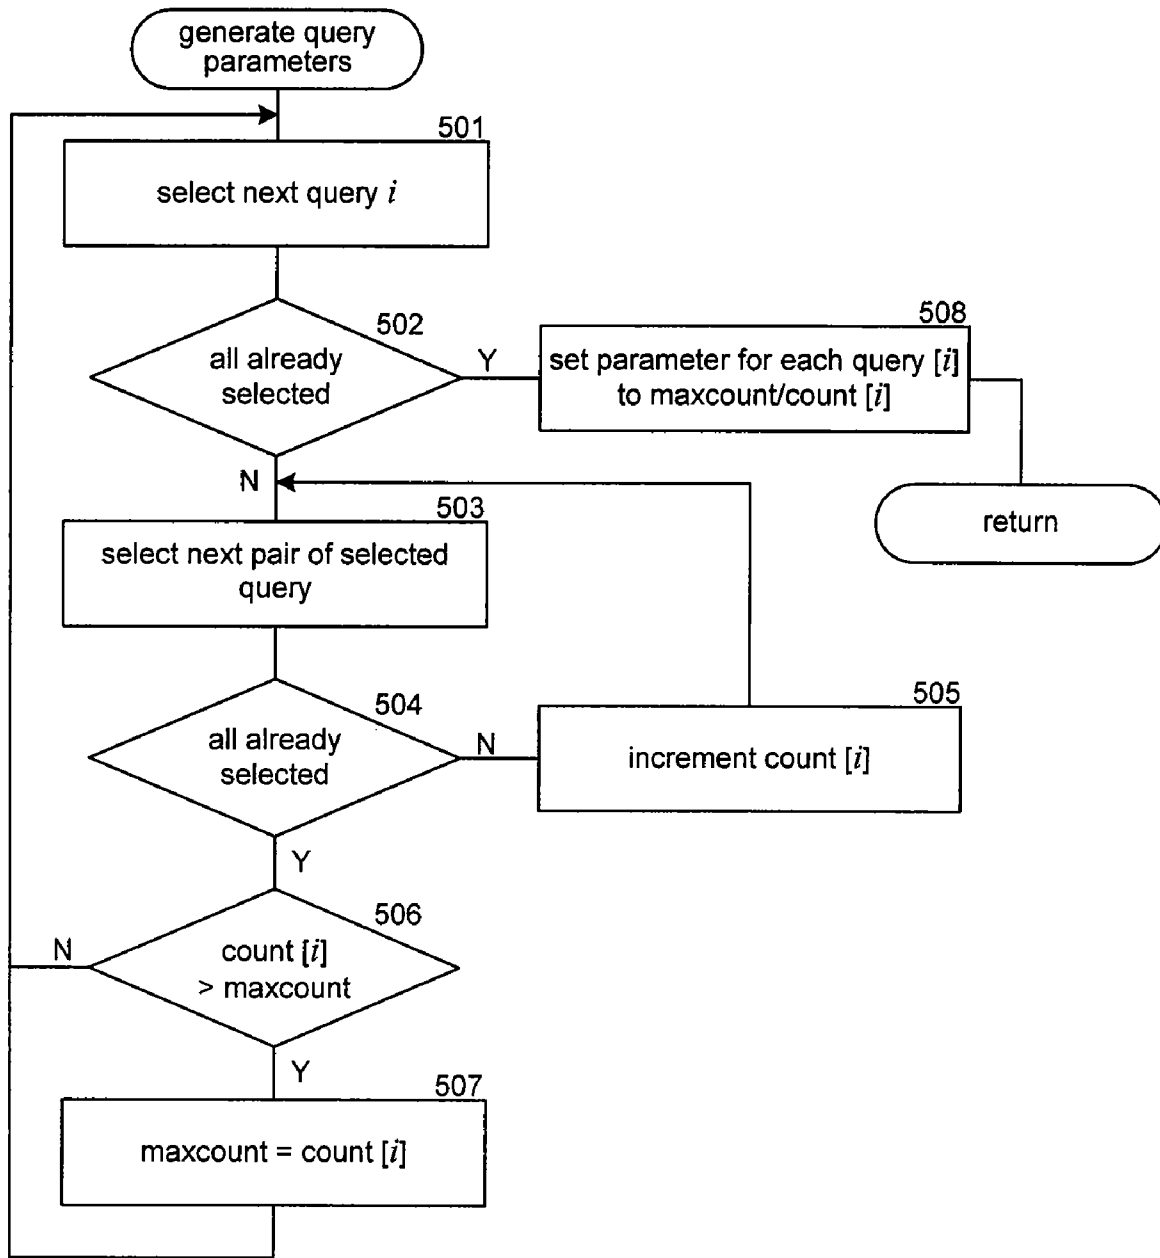 generate query
parameters
501
select next query i
502
all already
selected
Y
508
set parameter for each query [i]
to maxcount/count [i]
N
return
503
select next pair of selected
query
504
all already
selected
N
505
increment count [i]
Y
506
count [i]
> maxcount
N
Y
507
maxcount = count [i]